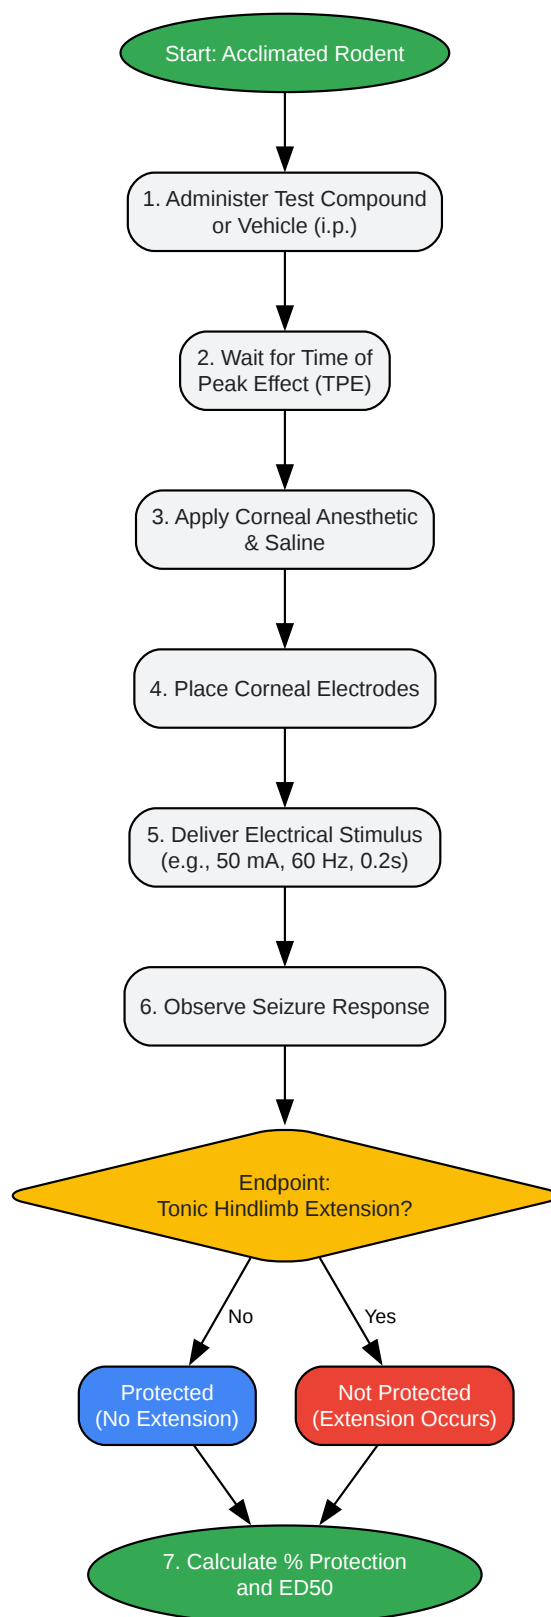 Start: Acclimated Rodent
1. Administer Test Compound
or Vehicle (i.p.)
2. Wait for Time of
Peak Effect (TPE)
3. Apply Corneal Anesthetic
& Saline
4. Place Corneal Electrodes
5. Deliver Electrical Stimulus
(e.g., 50 mA, 60 Hz, 0.2s)
6. Observe Seizure Response
Endpoint:
Tonic Hindlimb Extension?
No
Yes
Protected
(No Extension)
Not Protected
(Extension Occurs)
7. Calculate % Protection
and ED50